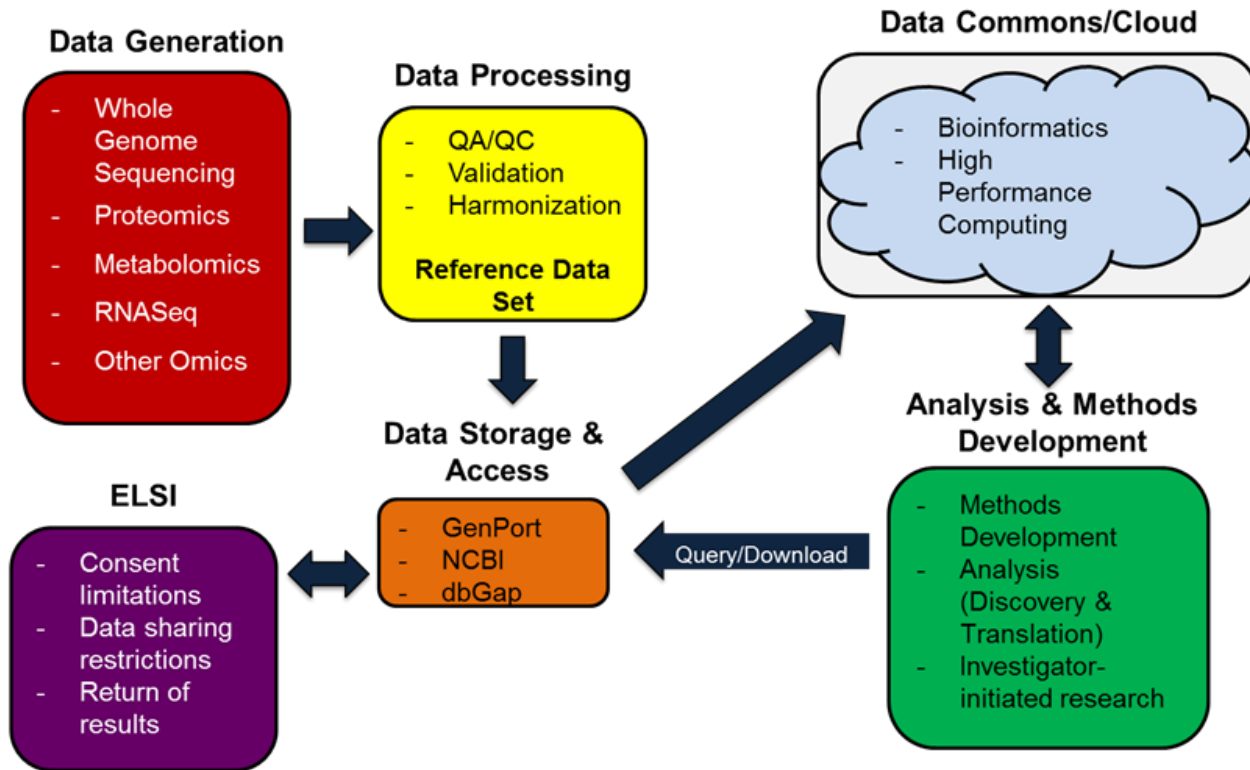 Data Generation
- Whole
Genome
Sequencing
- Proteomics
- Metabolomics
- RNASeq
- Other Omics
Data Processing
- QA/QC
- Validation
- Harmonization
Reference Data
Set
Data Commons/Cloud
- Bioinformatics
- High
Performance
Computing
Data Storage &
Access
- GenPort
- NCBI
- dbGap
Query/Download
Analysis & Methods
Development
- Methods
Development
- Analysis
(Discovery &
Translation)
- Investigator-
initiated research
ELSI
- Consent
limitations
- Data sharing
restrictions
- Return of
results